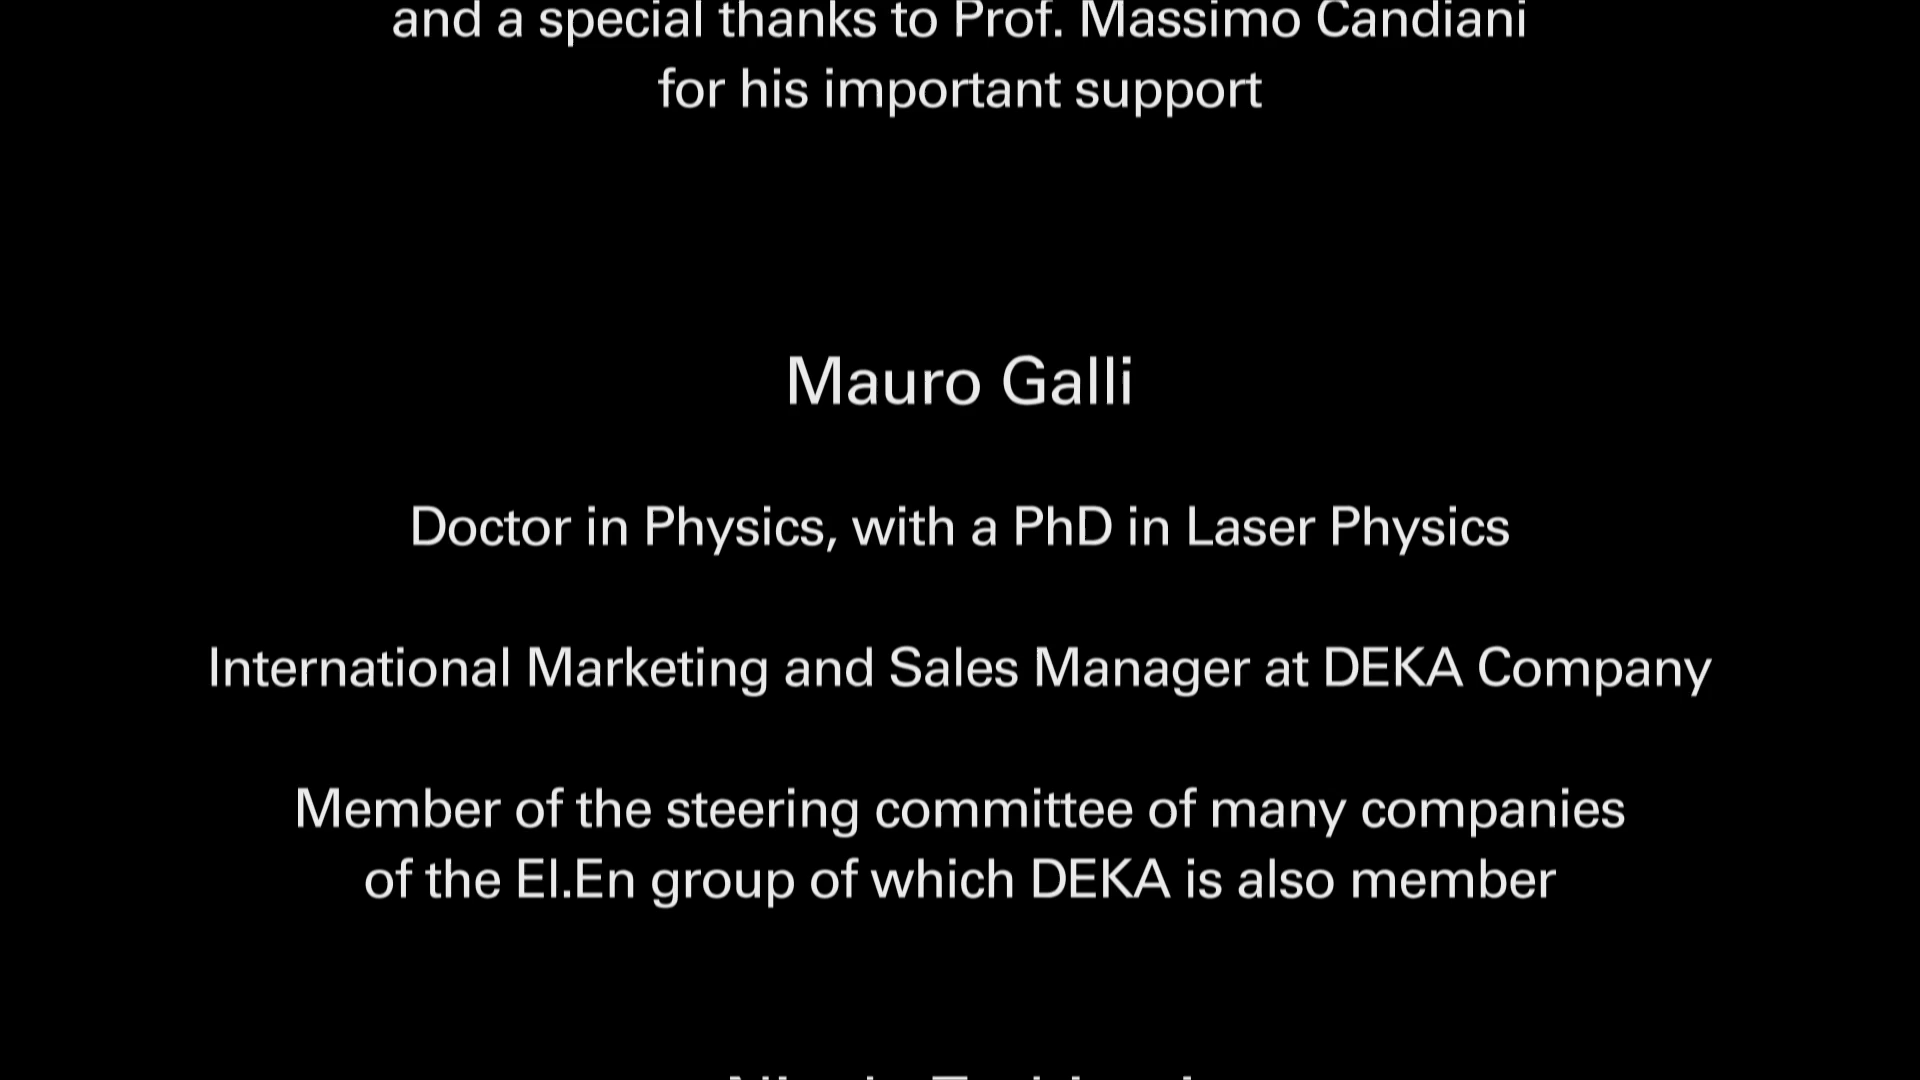 and a special thanks to Prof. Massimo Candiani
for his important support
Mauro Galli
Doctor in Physics, with a PhD in Laser Physics
International Marketing and Sales Manager at DEKA Company
Member of the steering committee of many companies
of the El.En group of which DEKA is also member